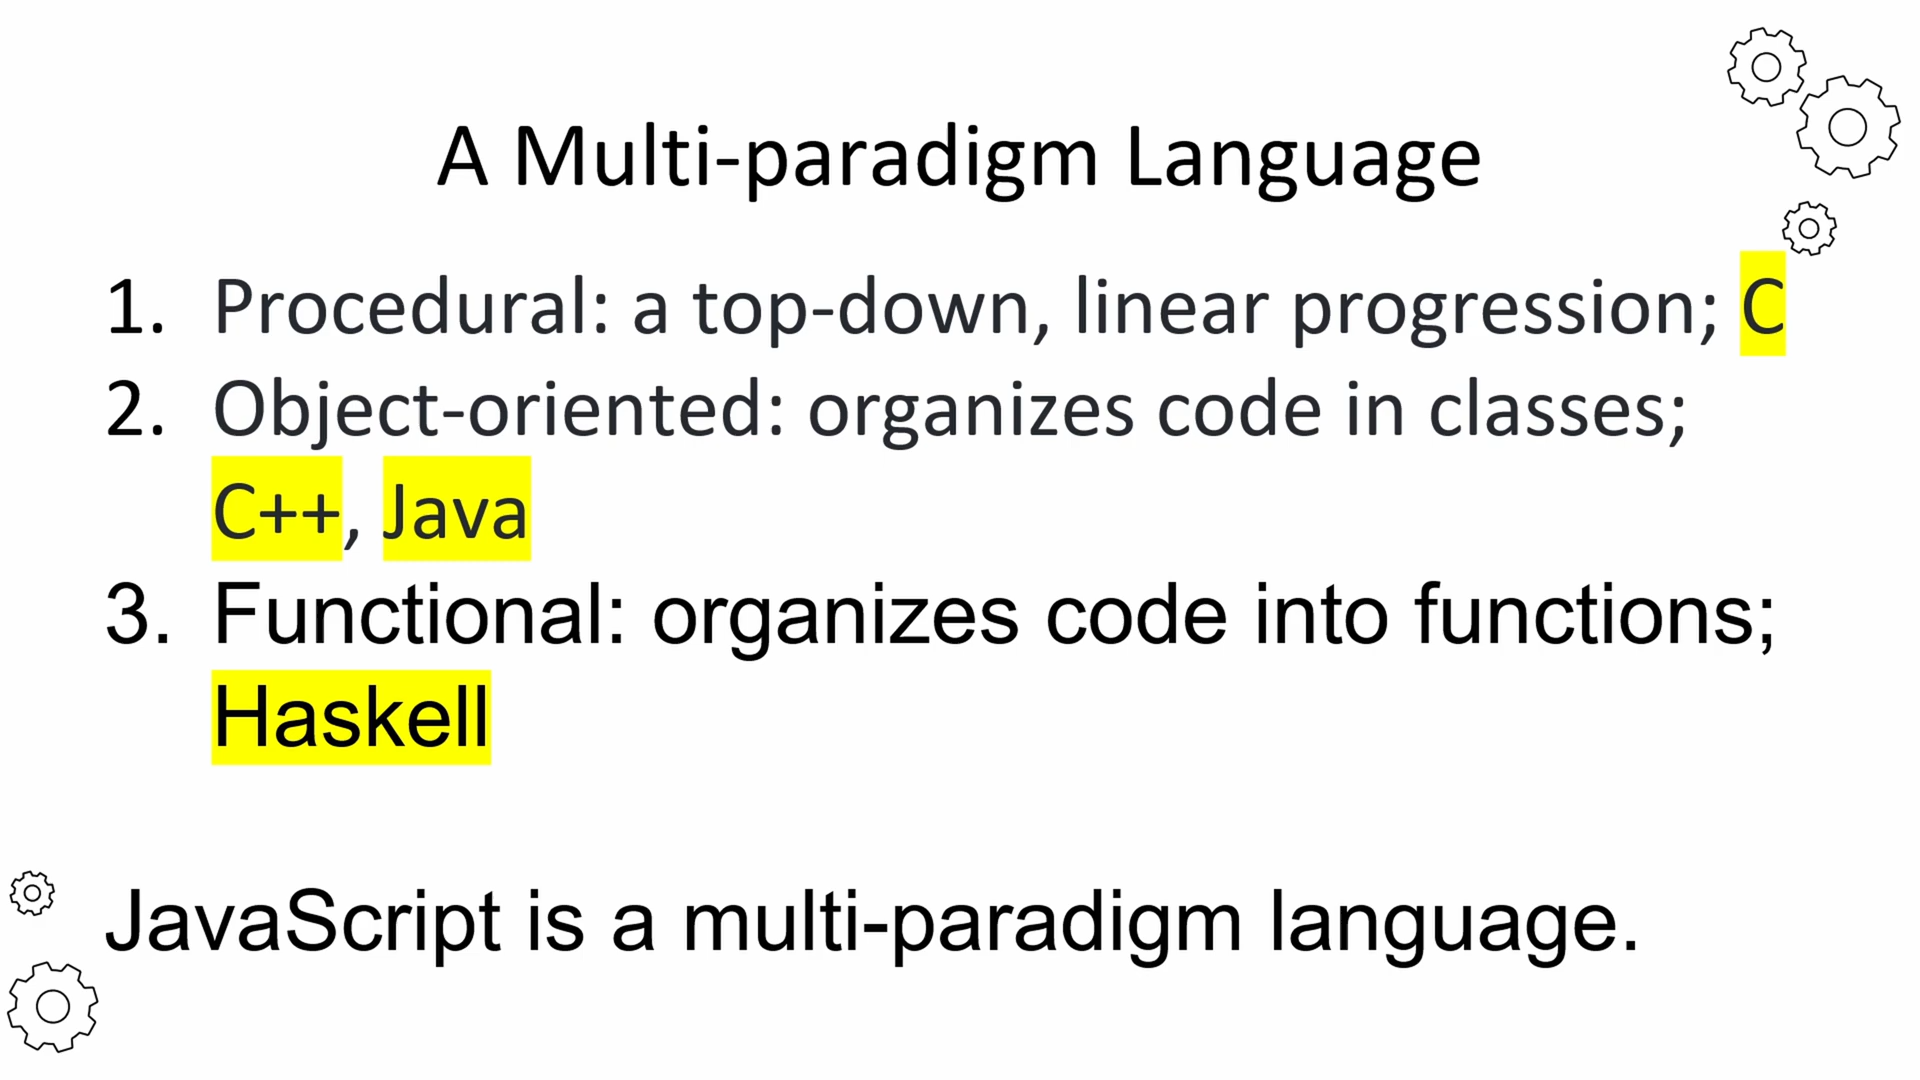 A Multi-paradigm Language
1. Procedural: a top-down, linear progression; C
2. Object-oriented: organizes code in classes;
C++, Java
3. Functional: organizes code into functions;
Haskell
JavaScript is a multi-paradigm language.